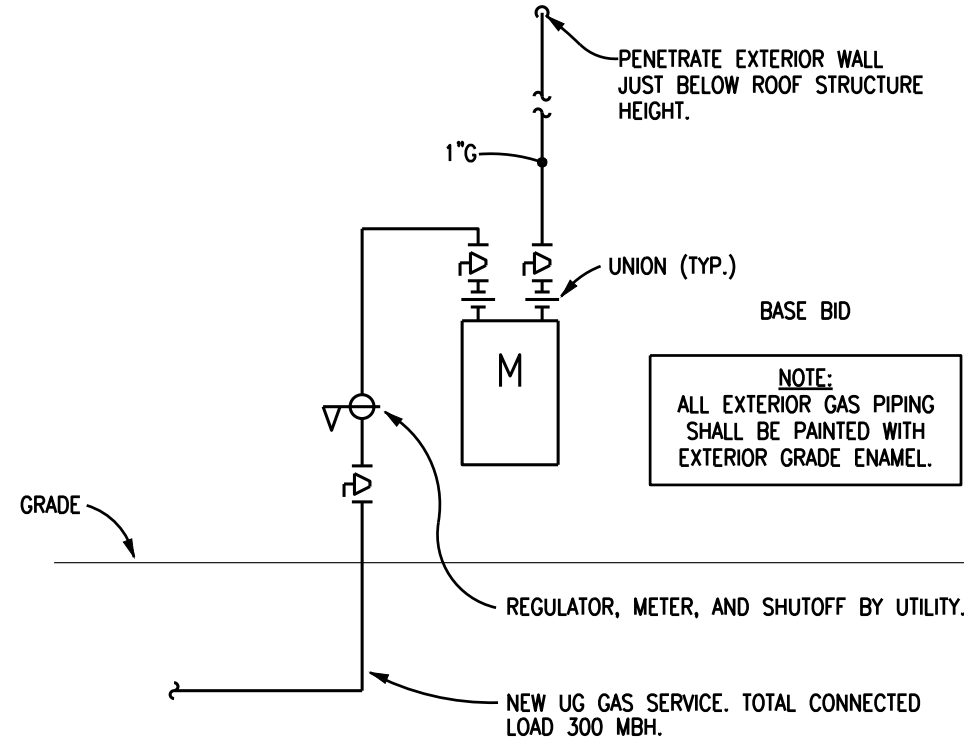 PENETRATE EXTERIOR WALL
JUST BELOW ROOF STRUCTURE
HEIGHT.
1"G
UNION (TYP.)
BASE BID
M
NOTE:
ALL EXTERIOR GAS PIPING
SHALL BE PAINTED WITH
EXTERIOR GRADE ENAMEL.
GRADE
REGULATOR, METER, AND SHUTOFF BY UTILITY.
NEW UG GAS SERVICE. TOTAL CONNECTED
LOAD 300 MBH.